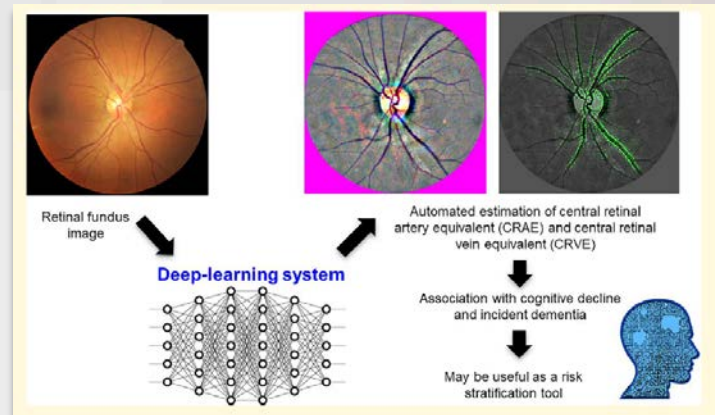 Retinal fundus
image
Deep-learning system
Automated estimation of central retinal
artery equivalent (CRAE) and central retinal
vein equivalent (CRVE)
Association with cognitive decline
and incident dementia
May be useful as a risk
stratification tool